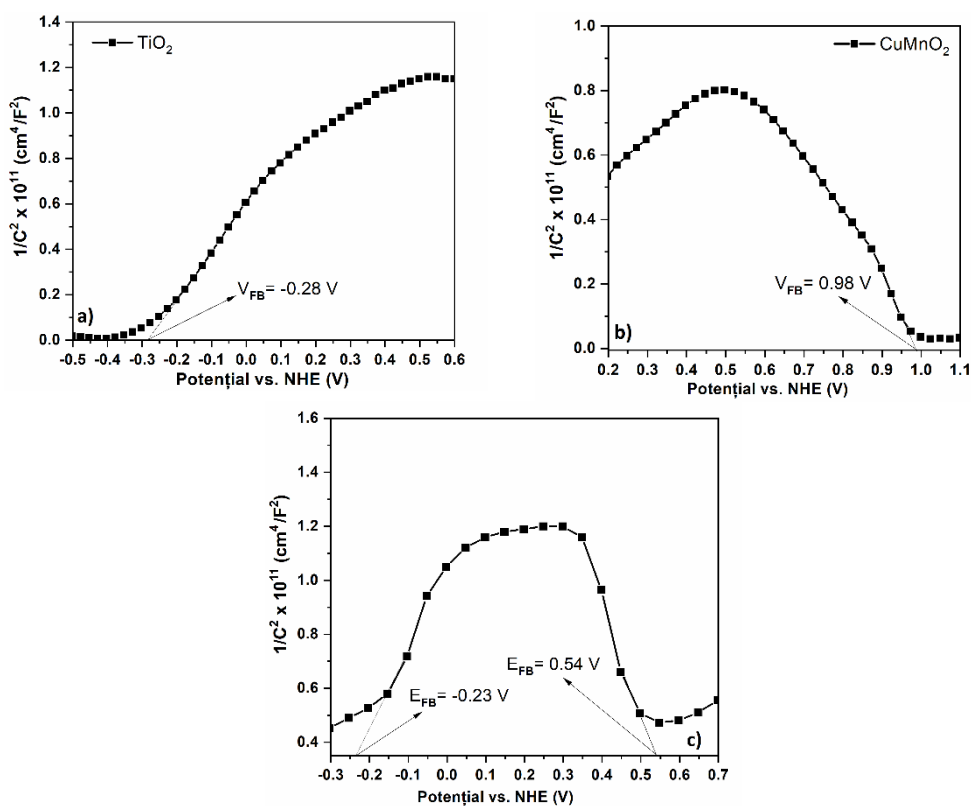 TiO₂
1/C² x 10¹¹ (cm⁴/F²)
1.4
1.2
1.0
0.8
0.6
0.4
0.2
0.0
V_FB= -0.28 V
a)
-0.5 -0.4 -0.3 -0.2 -0.1 0.0 0.1 0.2 0.3 0.4 0.5 0.6
Potențial vs. NHE (V)
CuMnO₂
1/C² x 10¹¹ (cm⁴/F²)
1.0
0.8
0.6
0.4
0.2
0.0
V_FB= 0.98 V
b)
0.2 0.3 0.4 0.5 0.6 0.7 0.8 0.9 1.0 1.1
Potențial vs. NHE (V)
1/C² x 10¹¹ (cm⁴/F²)
1.6
1.4
1.2
1.0
0.8
0.6
0.4
E_FB= 0.54 V
E_FB= -0.23 V
c)
-0.3 -0.2 -0.1 0.0 0.1 0.2 0.3 0.4 0.5 0.6 0.7
Potențial vs. NHE (V)